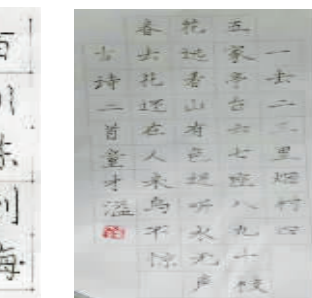 百川东到海
一去二三里烟村四
五家亭台六七座八九十枝
花远看山有色近听水无声
春去花还在人来鸟不惊
古诗二首 才溢